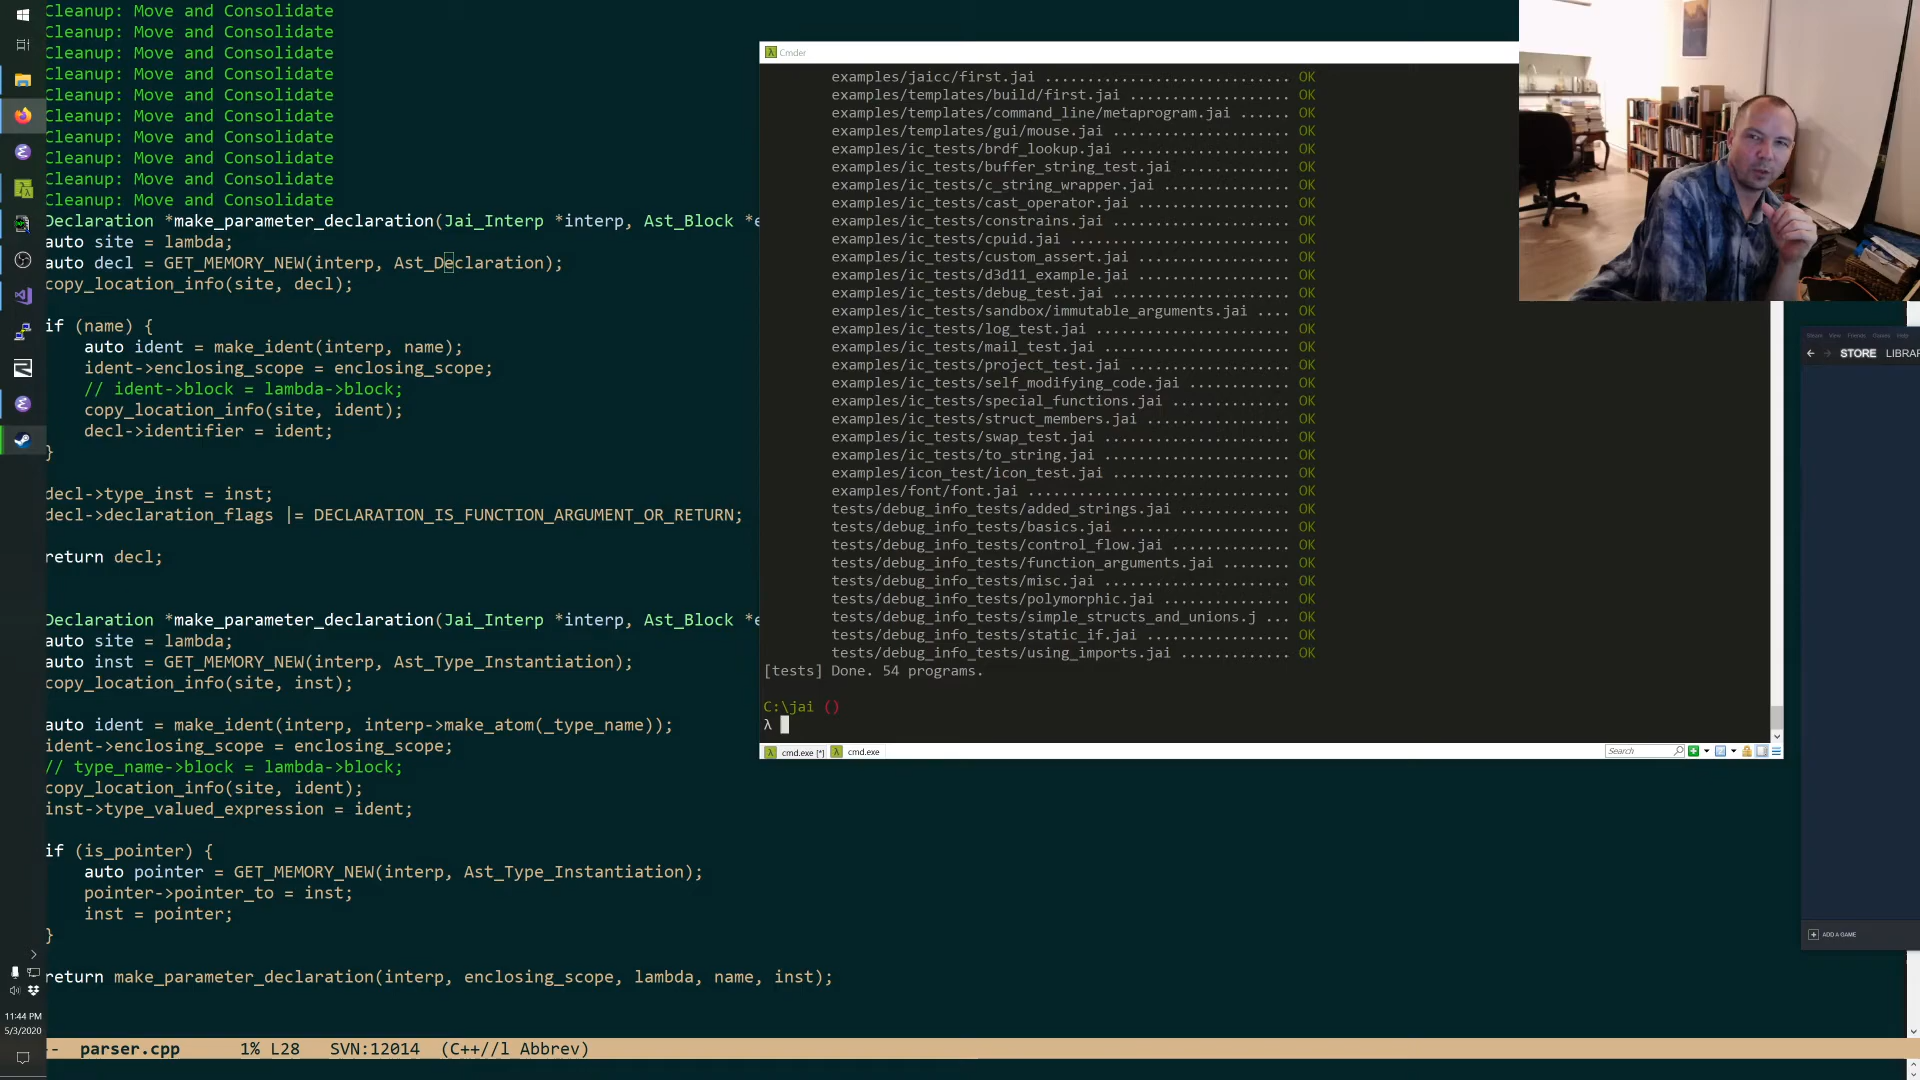 Cleanup: Move and Consolidate
Cleanup: Move and Consolidate
Cleanup: Move and Consolidate
Cleanup: Move and Consolidate
Cleanup: Move and Consolidate
Cleanup: Move and Consolidate
Cleanup: Move and Consolidate
Cleanup: Move and Consolidate
Cleanup: Move and Consolidate
Cleanup: Move and Consolidate
Declaration *make_parameter_declaration(Jai_Interp *interp, Ast_Block *e
auto site = lambda;
auto decl = GET_MEMORY_NEW(interp, Ast_Declaration);
copy_location_info(site, decl);
if (name) {
auto ident = make_ident(interp, name);
ident->enclosing_scope = enclosing_scope;
// ident->block = lambda->block;
copy_location_info(site, ident);
decl->identifier = ident;
}
decl->type_inst = inst;
decl->declaration_flags |= DECLARATION_IS_FUNCTION_ARGUMENT_OR_RETURN;
return decl;
Declaration *make_parameter_declaration(Jai_Interp *interp, Ast_Block *e
auto site = lambda;
auto inst = GET_MEMORY_NEW(interp, Ast_Type_Instantiation);
copy_location_info(site, inst);
auto ident = make_ident(interp, interp->make_atom(_type_name));
ident->enclosing_scope = enclosing_scope;
// type_name->block = lambda->block;
copy_location_info(site, ident);
inst->type_valued_expression = ident;
if (is_pointer) {
auto pointer = GET_MEMORY_NEW(interp, Ast_Type_Instantiation);
pointer->pointer_to = inst;
inst = pointer;
}
return make_parameter_declaration(interp, enclosing_scope, lambda, name, inst);
-- parser.cpp 1% L28 SVN:12014 (C++//l Abbrev)
11:44 PM
5/3/2020
Cmder
examples/jaicc/first.jai ............................. OK
examples/templates/build/first.jai ................... OK
examples/templates/command_line/metaprogram.jai ...... OK
examples/templates/gui/mouse.jai ..................... OK
examples/ic_tests/brdf_lookup.jai .................... OK
examples/ic_tests/buffer_string_test.jai ............. OK
examples/ic_tests/c_string_wrapper.jai ............... OK
examples/ic_tests/cast_operator.jai .................. OK
examples/ic_tests/constrains.jai ..................... OK
examples/ic_tests/cpuid.jai .......................... OK
examples/ic_tests/custom_assert.jai .................. OK
examples/ic_tests/d3d11_example.jai .................. OK
examples/ic_tests/debug_test.jai ..................... OK
examples/ic_tests/sandbox/immutable_arguments.jai .... OK
examples/ic_tests/log_test.jai ....................... OK
examples/ic_tests/mail_test.jai ...................... OK
examples/ic_tests/project_test.jai ................... OK
examples/ic_tests/self_modifying_code.jai ............ OK
examples/ic_tests/special_functions.jai .............. OK
examples/ic_tests/struct_members.jai ................. OK
examples/ic_tests/swap_test.jai ...................... OK
examples/ic_tests/to_string.jai ...................... OK
examples/icon_test/icon_test.jai ..................... OK
examples/font/font.jai ............................... OK
tests/debug_info_tests/added_strings.jai ............. OK
tests/debug_info_tests/basics.jai .................... OK
tests/debug_info_tests/control_flow.jai .............. OK
tests/debug_info_tests/function_arguments.jai ........ OK
tests/debug_info_tests/misc.jai ...................... OK
tests/debug_info_tests/polymorphic.jai ............... OK
tests/debug_info_tests/simple_structs_and_unions.j ... OK
tests/debug_info_tests/static_if.jai ................. OK
tests/debug_info_tests/using_imports.jai ............. OK
[tests] Done. 54 programs.
C:\jai ()
λ
cmd.exe [*] cmd.exe
Search
Steam View Friends Games Help
STORE LIBRAR
ADD A GAME